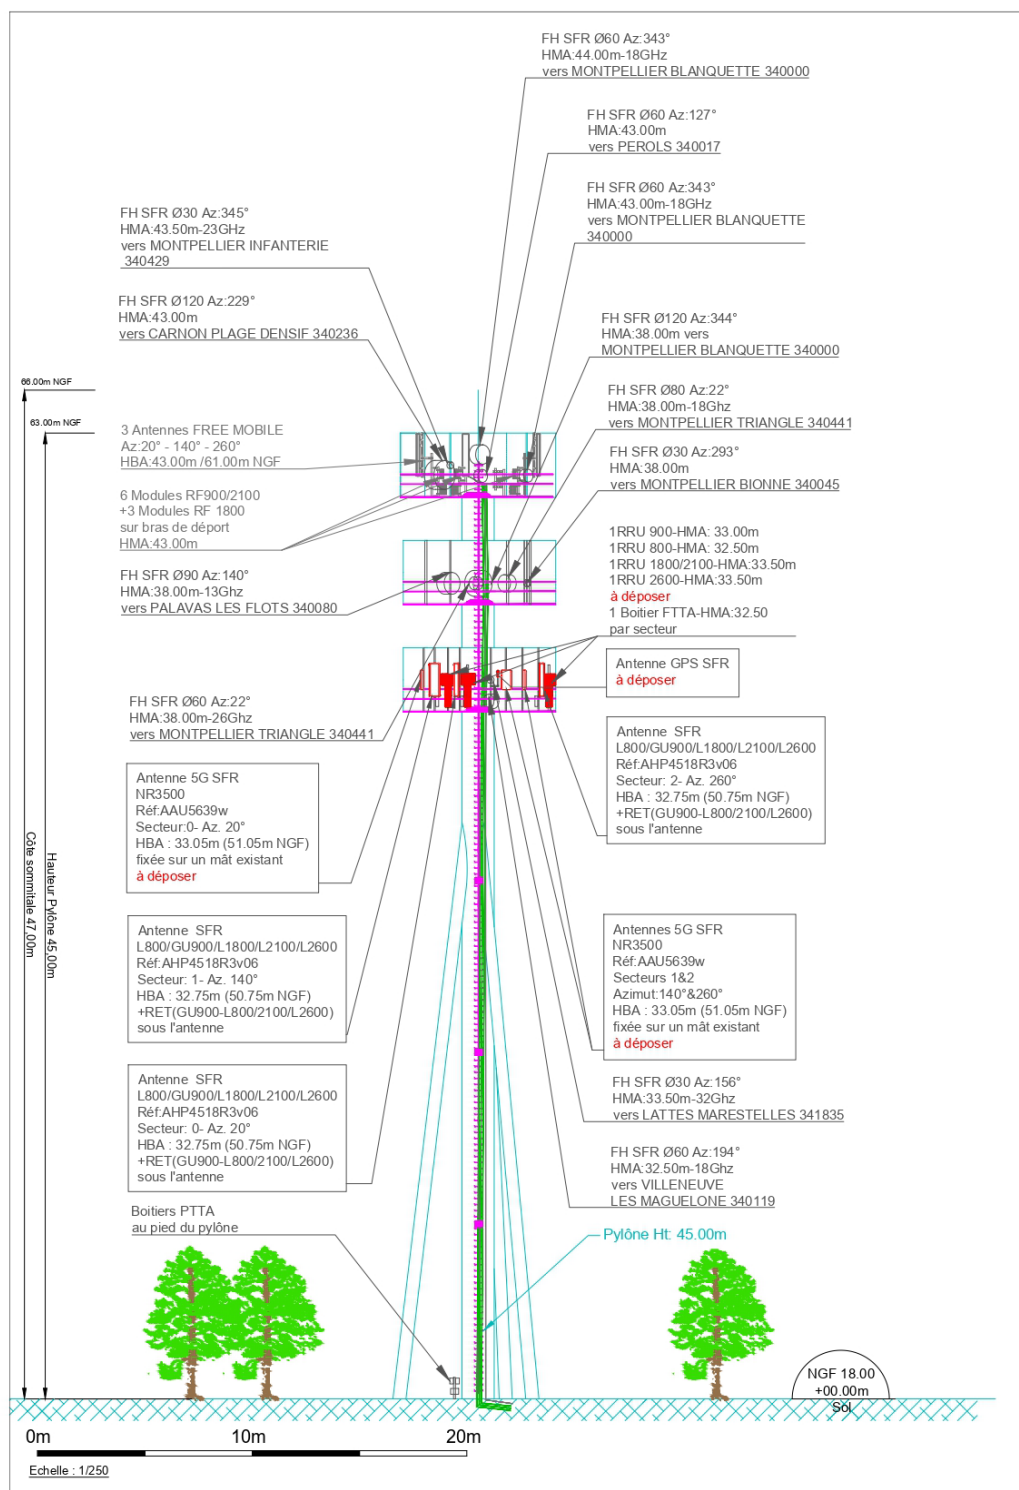 FH SFR Ø60 Az:343°
HMA:44.00m-18GHz
vers MONTPELLIER BLANQUETTE 340000
FH SFR Ø60 Az:127°
HMA:43.00m
vers PEROLS 340017
FH SFR Ø60 Az:343°
HMA:43.00m-18GHz
vers MONTPELLIER BLANQUETTE
340000
FH SFR Ø30 Az:345°
HMA:43.50m-23GHz
vers MONTPELLIER INFANTERIE
340429
FH SFR Ø120 Az:229°
HMA:43.00m
vers CARNON PLAGE DENSIF 340236
FH SFR Ø120 Az:344°
HMA:38.00m vers
MONTPELLIER BLANQUETTE 340000
66.00m NGF
63.00m NGF
FH SFR Ø80 Az:22°
HMA:38.00m-18Ghz
vers MONTPELLIER TRIANGLE 340441
3 Antennes FREE MOBILE
Az:20° - 140° - 260°
HBA:43.00m /61.00m NGF
FH SFR Ø30 Az:293°
HMA:38.00m
vers MONTPELLIER BIONNE 340045
6 Modules RF900/2100
+3 Modules RF 1800
sur bras de déport
HMA:43.00m
1RRU 900-HMA: 33.00m
1RRU 800-HMA: 32.50m
1RRU 1800/2100-HMA:33.50m
1RRU 2600-HMA:33.50m
à déposer
1 Boitier FTTA-HMA:32.50
par secteur
FH SFR Ø90 Az:140°
HMA:38.00m-13Ghz
vers PALAVAS LES FLOTS 340080
Antenne GPS SFR
à déposer
FH SFR Ø60 Az:22°
HMA:38.00m-26Ghz
vers MONTPELLIER TRIANGLE 340441
Antenne SFR
L800/GU900/L1800/L2100/L2600
Réf:AHP4518R3v06
Secteur: 2- Az. 260°
HBA : 32.75m (50.75m NGF)
+RET(GU900-L800/2100/L2600)
sous l'antenne
Antenne 5G SFR
NR3500
Réf:AAU5639w
Secteur:0- Az. 20°
HBA : 33.05m (51.05m NGF)
fixée sur un mât existant
à déposer
Côte sommitale 47,00m
Hauteur Pylône 45,00m
Antenne SFR
L800/GU900/L1800/L2100/L2600
Réf:AHP4518R3v06
Secteur: 1- Az. 140°
HBA : 32.75m (50.75m NGF)
+RET(GU900-L800/2100/L2600)
sous l'antenne
Antennes 5G SFR
NR3500
Réf:AAU5639w
Secteurs 1&2
Azimut:140°&260°
HBA : 33.05m (51.05m NGF)
fixée sur un mât existant
à déposer
Antenne SFR
L800/GU900/L1800/L2100/L2600
Réf:AHP4518R3v06
Secteur: 0- Az. 20°
HBA : 32.75m (50.75m NGF)
+RET(GU900-L800/2100/L2600)
sous l'antenne
FH SFR Ø30 Az:156°
HMA:33.50m-32Ghz
vers LATTES MARESTELLES 341835
FH SFR Ø60 Az:194°
HMA:32.50m-18Ghz
vers VILLENEUVE
LES MAGUELONE 340119
Boitiers PTTA
au pied du pylône
Pylône Ht: 45.00m
NGF 18.00
+00.00m
Sol
0m 10m 20m
Echelle : 1/250